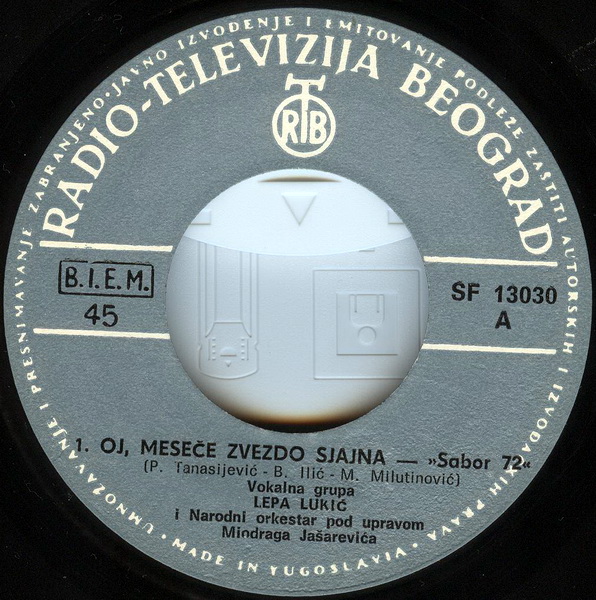 UMNOŽAVANJE I PRESNIMAVANJE ZABRANJENO • JAVNO IZVOĐENJE I EMITOVANJE PODLEŽE ZAŠTITI AUTORSKIH I IZVOĐAČKIH PRAVA • MADE IN YUGOSLAVIA •
RADIO-TELEVIZIJA BEOGRAD
RTB
B.I.E.M.
45
SF 13030
A
1. OJ, MESEČE ZVEZDO SJAJNA — »Sabor 72«
(P. Tanasijević - B. Ilić - M. Milutinović)
Vokalna grupa
LEPA LUKIĆ
i Narodni orkestar pod upravom
Miodraga Jašarevića